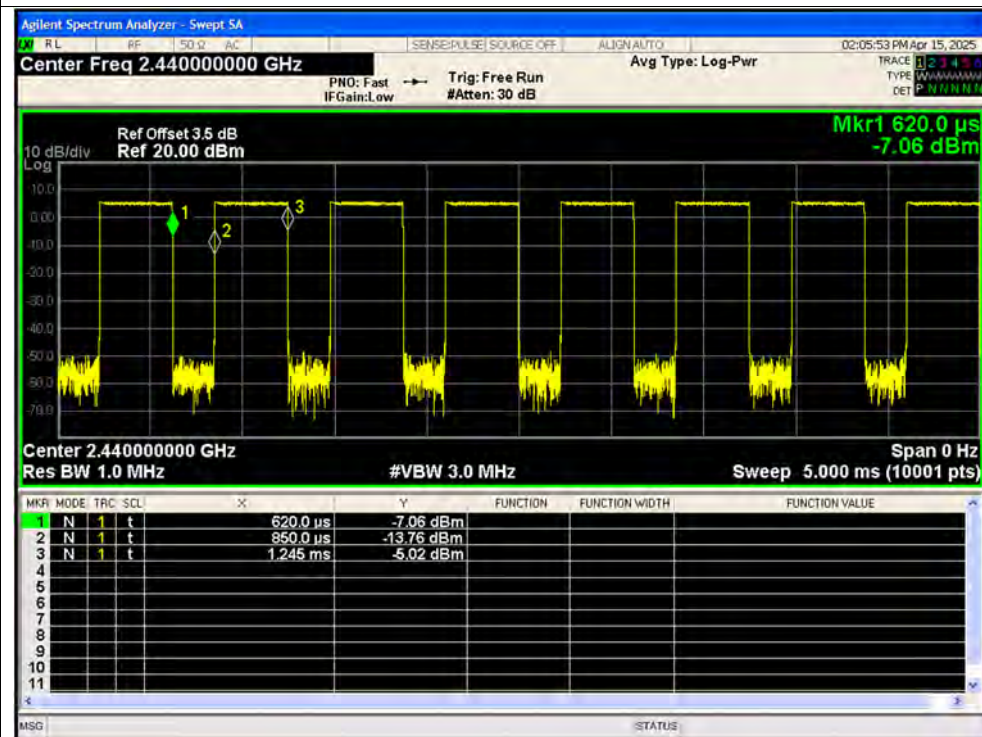 Agilent Spectrum Analyzer - Swept SA
RL RF 50 Ω AC SENSE:PULSE SOURCE OFF ALIGN AUTO 02:05:53 PM Apr 15, 2025
Center Freq 2.440000000 GHz Avg Type: Log-Pwr TRACE 1 2 3 4 5 6
PNO: Fast Trig: Free Run TYPE W
IFGain:Low #Atten: 30 dB DET P N N N N N
Mkr1 620.0 µs
-7.06 dBm
Ref Offset 3.5 dB
10 dB/div Ref 20.00 dBm
Log
10.0
0.00
-10.0
-20.0
-30.0
-40.0
-50.0
-60.0
-70.0
1
2
3
Center 2.440000000 GHz Span 0 Hz
Res BW 1.0 MHz #VBW 3.0 MHz Sweep 5.000 ms (10001 pts)
MKR MODE TRC SCL X Y FUNCTION FUNCTION WIDTH FUNCTION VALUE
1 N 1 t 620.0 µs -7.06 dBm
2 N 1 t 850.0 µs -13.76 dBm
3 N 1 t 1.245 ms -5.02 dBm
4
5
6
7
8
9
10
11
MSG STATUS